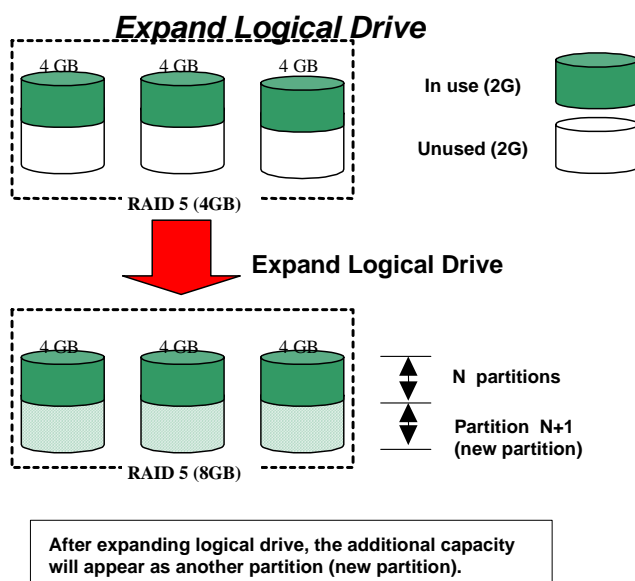 Expand Logical Drive
4 GB 4 GB 4 GB
In use (2G)
Unused (2G)
RAID 5 (4GB)
Expand Logical Drive
4 GB 4 GB 4 GB
N partitions
Partition N+1
(new partition)
RAID 5 (8GB)
After expanding logical drive, the additional capacity
will appear as another partition (new partition).